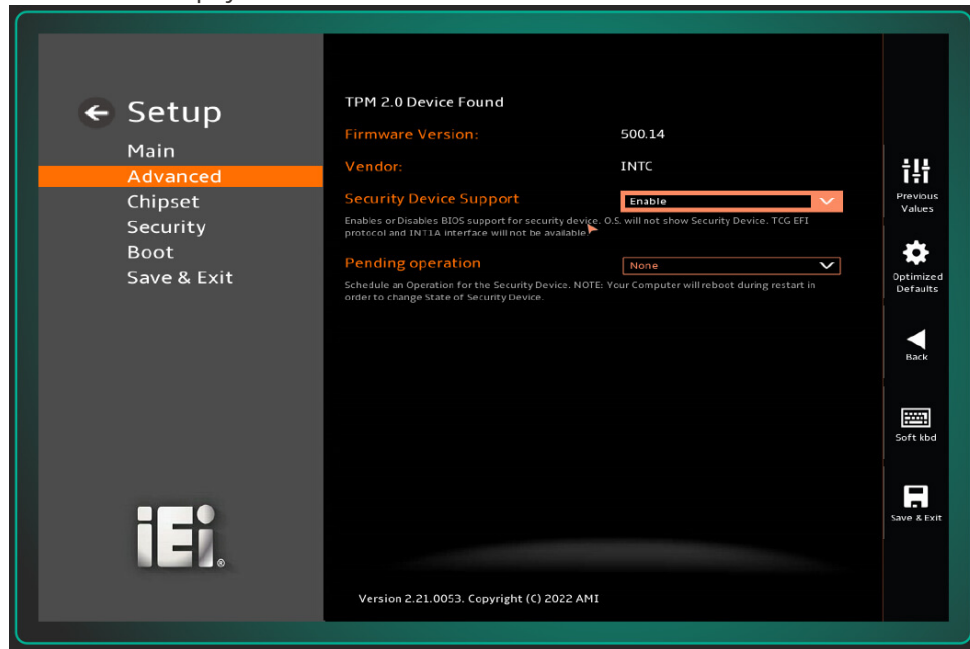 Setup
Main
Advanced
Chipset
Security
Boot
Save & Exit
TPM 2.0 Device Found
Firmware Version: 500.14
Vendor: INTC
Security Device Support Enable
Enables or Disables BIOS support for security device. O.S. will not show Security Device. TCG EFI
protocol and INT1A interface will not be available.
Pending operation None
Schedule an Operation for the Security Device. NOTE: Your Computer will reboot during restart in
order to change State of Security Device.
Previous
Values
Optimized
Defaults
Back
Soft kbd
Save & Exit
iEi®
Version 2.21.0053. Copyright (C) 2022 AMI